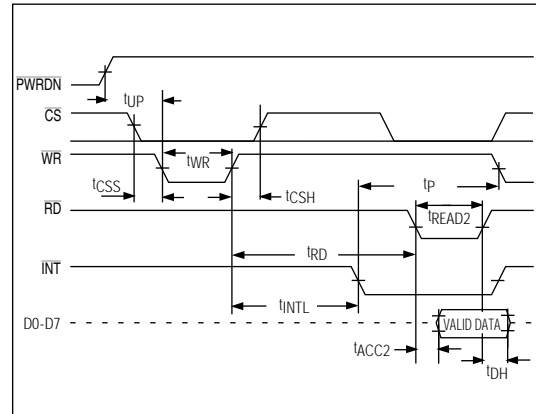 PWRDN
tUP
CS
WR
tWR
tCSS
tCSH
tP
RD
tREAD2
tRD
INT
tINTL
D0-D7
VALID DATA
tACC2
tDH